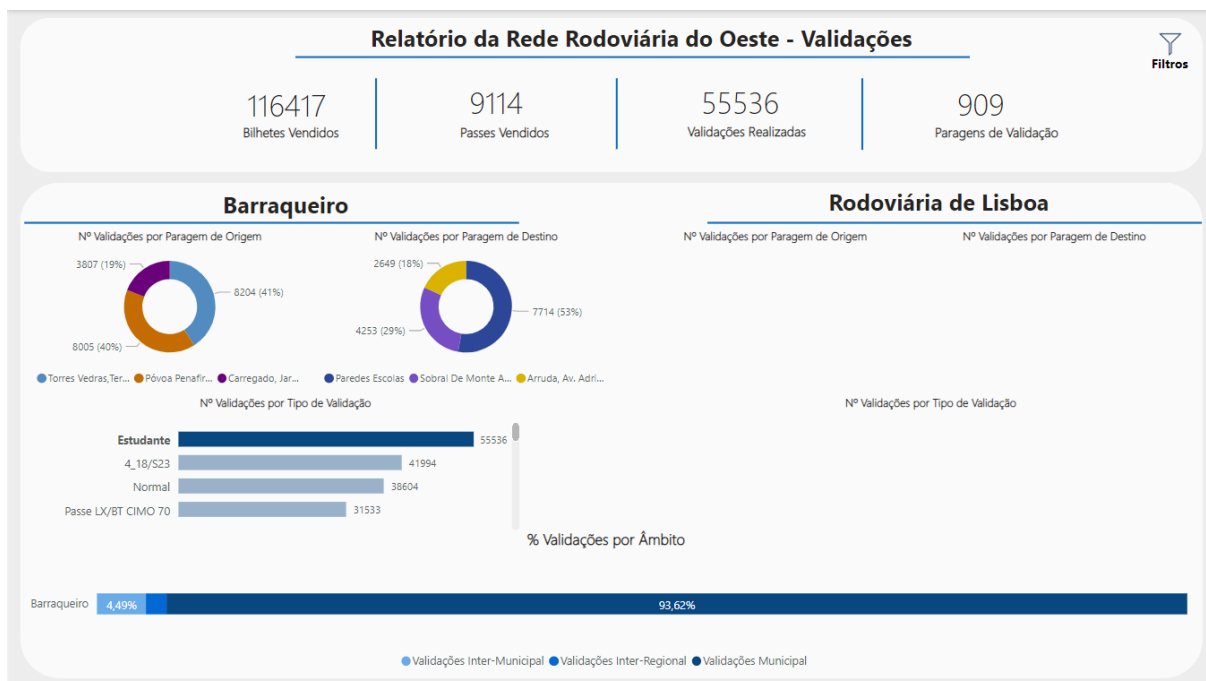 Relatório da Rede Rodoviária do Oeste - Validações
Filtros
116417
Bilhetes Vendidos
9114
Passes Vendidos
55536
Validações Realizadas
909
Paragens de Validação
Barraqueiro
Nº Validações por Paragem de Origem
3807 (19%)
8204 (41%)
8005 (40%)
Torres Vedras,Ter... Póvoa Penafir... Carregado, Jar...
Nº Validações por Paragem de Destino
2649 (18%)
7714 (53%)
4253 (29%)
Paredes Escolas Sobral De Monte A... Arruda, Av. Adri...
Nº Validações por Tipo de Validação
Estudante 55536
4_18/S23 41994
Normal 38604
Passe LX/BT CIMO 70 31533
Rodoviária de Lisboa
Nº Validações por Paragem de Origem
Nº Validações por Paragem de Destino
Nº Validações por Tipo de Validação
% Validações por Âmbito
Barraqueiro 4,49% 93,62%
Validações Inter-Municipal Validações Inter-Regional Validações Municipal